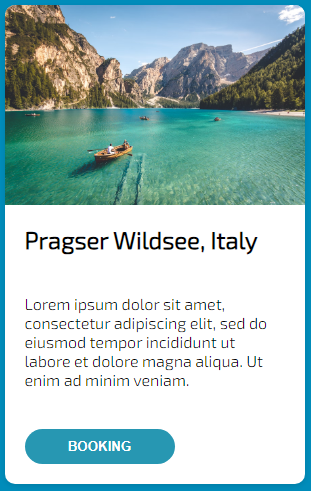 Pragser Wildsee, Italy
Lorem ipsum dolor sit amet,
consectetur adipiscing elit, sed do
eiusmod tempor incididunt ut
labore et dolore magna aliqua. Ut
enim ad minim veniam.
BOOKING